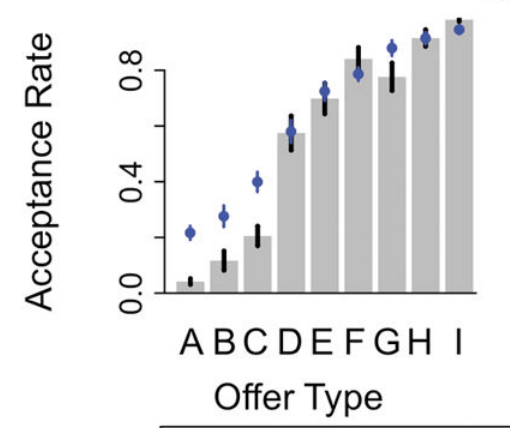 Acceptance Rate
0.8
0.4
0.0
A B C D E F G H I
Offer Type